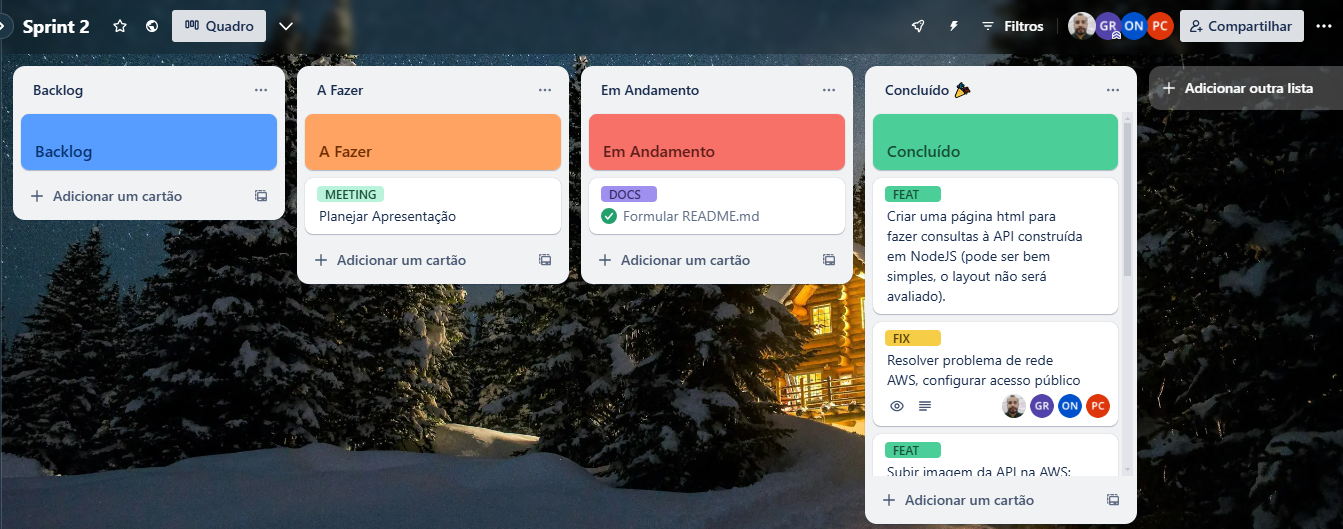 Sprint 2
Quadro
Filtros
GR
ON
PC
Compartilhar
Backlog
Backlog
Adicionar um cartão
A Fazer
A Fazer
MEETING
Planejar Apresentação
Adicionar um cartão
Em Andamento
Em Andamento
DOCS
Formular README.md
Adicionar um cartão
Concluído
Concluído
FEAT
Criar uma página html para
fazer consultas à API construída
em NodeJS (pode ser bem
simples, o layout não será
avaliado).
FIX
Resolver problema de rede
AWS, configurar acesso público
GR
ON
PC
FEAT
Subir imagem da API na AWS;
Adicionar um cartão
Adicionar outra lista